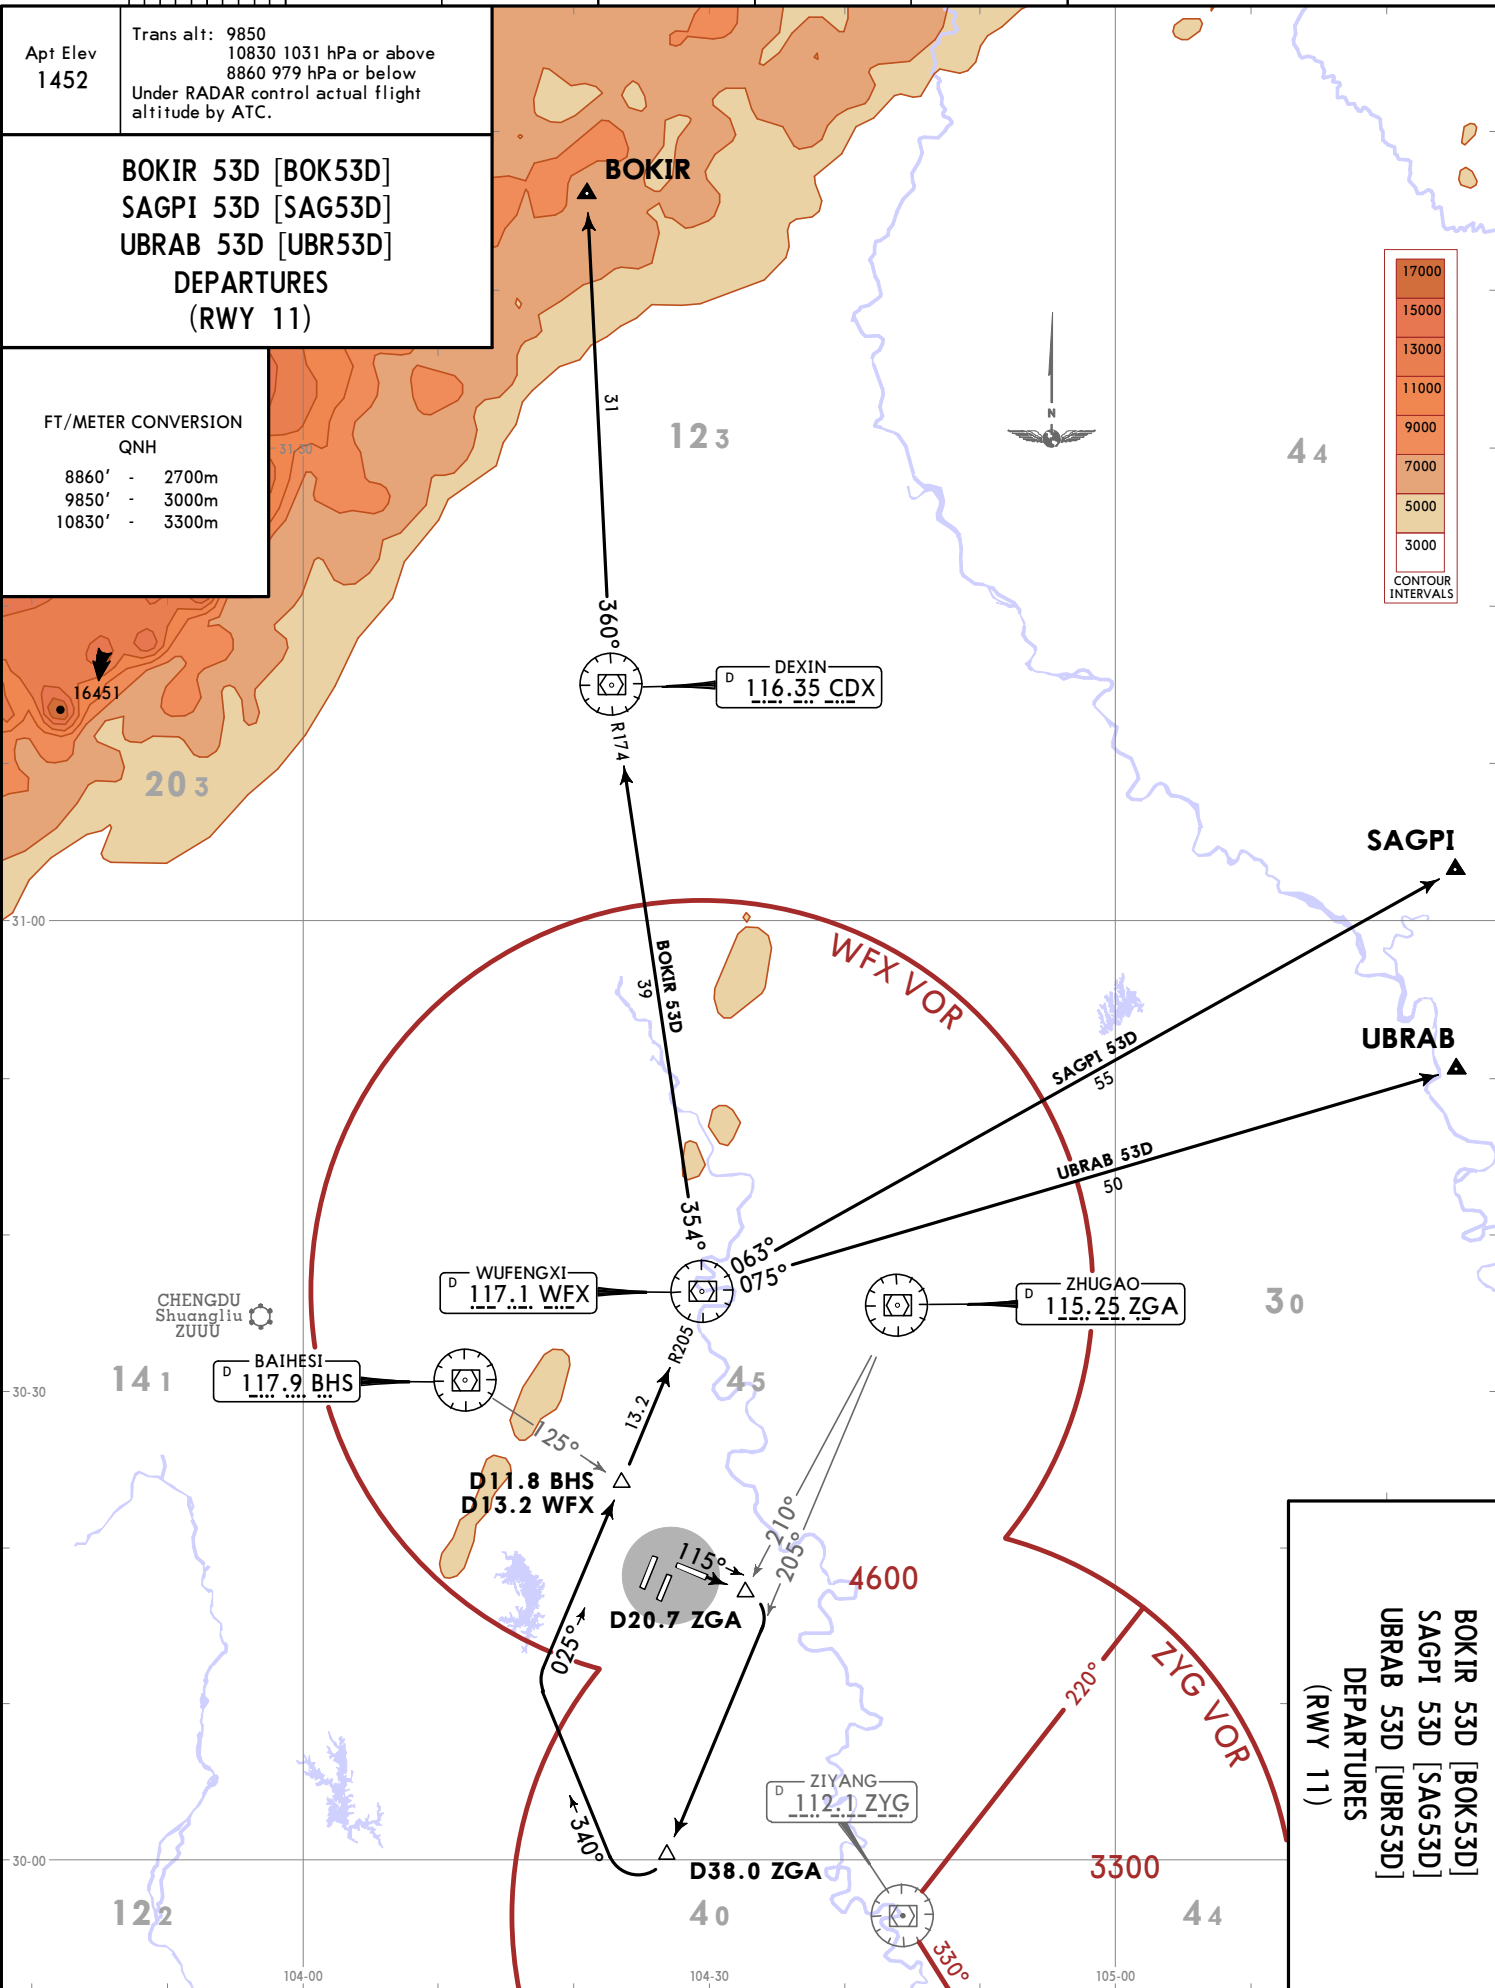 Apt Elev
1452
Trans alt: 9850
10830 1031 hPa or above
8860 979 hPa or below
Under RADAR control actual flight
altitude by ATC.
BOKIR 53D [BOK53D]
SAGPI 53D [SAG53D]
UBRAB 53D [UBR53D]
DEPARTURES
(RWY 11)
FT/METER CONVERSION
QNH
8860' - 2700m
9850' - 3000m
10830' - 3300m
31-30
BOKIR
31
123
44
N
17000
15000
13000
11000
9000
7000
5000
3000
CONTOUR
INTERVALS
16451
203
360°
DEXIN
D 116.35 CDX
R174
SAGPI
31-00
WFX VOR
BOKIR 53D
39
SAGPI 53D
55
UBRAB
UBRAB 53D
50
354°
063°
075°
WUFENGXI
D 117.1 WFX
ZHUGAO
D 115.25 ZGA
30
CHENGDU
Shuangliu
ZUUU
R205
BAIHESI
D 117.9 BHS
141
30-30
45
13.2
125°
D11.8 BHS
D13.2 WFX
210°
205°
115°
4600
D20.7 ZGA
025°
220°
ZYG VOR
ZIYANG
D 112.1 ZYG
340°
D38.0 ZGA
30-00
3300
122
40
44
330°
104-00
104-30
105-00
BOKIR 53D [BOK53D]
SAGPI 53D [SAG53D]
UBRAB 53D [UBR53D]
DEPARTURES
(RWY 11)